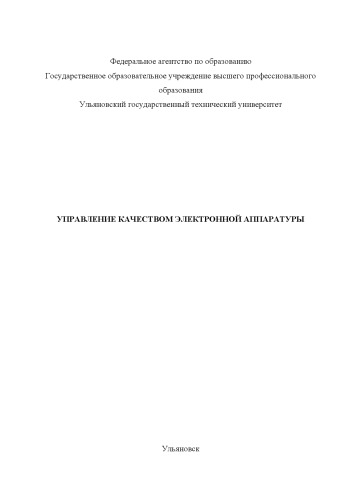 Федеральное агентство по образованию
Государственное образовательное учреждение высшего профессионального
образования
Ульяновский государственный технический университет
УПРАВЛЕНИЕ КАЧЕСТВОМ ЭЛЕКТРОННОЙ АППАРАТУРЫ
Ульяновск